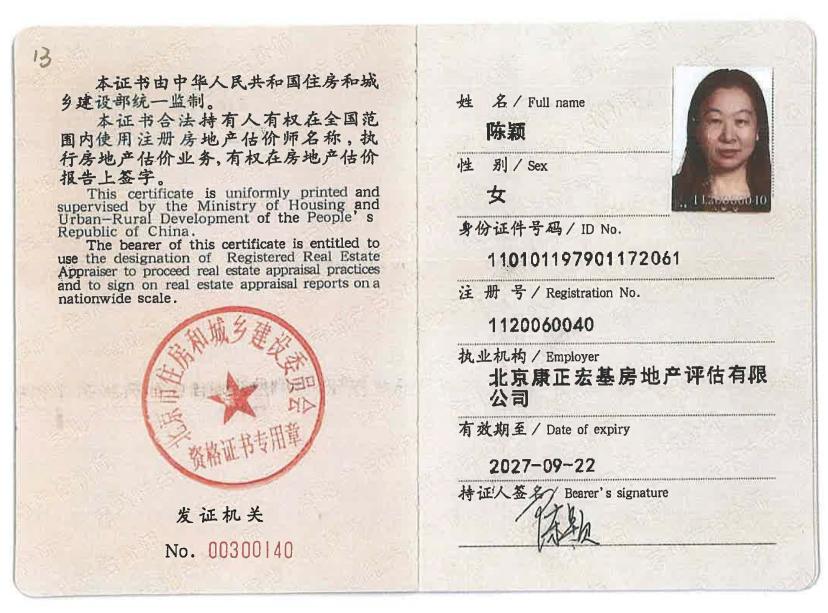 13
本证书由中华人民共和国住房和城
乡建设部统一监制。
本证书合法持有人有权在全国范
围内使用注册房地产估价师名称，执
行房地产估价业务，有权在房地产估价
报告上签字。
This certificate is uniformly printed and
supervised by the Ministry of Housing and
Urban-Rural Development of the People's
Republic of China.
The bearer of this certificate is entitled to
use the designation of Registered Real Estate
Appraiser to proceed real estate appraisal practices
and to sign on real estate appraisal reports on a
nationwide scale.
北京市住房和城乡建设委员会
资格证书专用章
发证机关
No. 00300140
姓 名 / Full name
陈颖
性 别 / Sex
女
身份证件号码 / ID No.
110101197901172061
注 册 号 / Registration No.
1120060040
执业机构 / Employer
北京康正宏基房地产评估有限
公司
有效期至 / Date of expiry
2027-09-22
持证人签名 / Bearer's signature
陈颖
1120060040